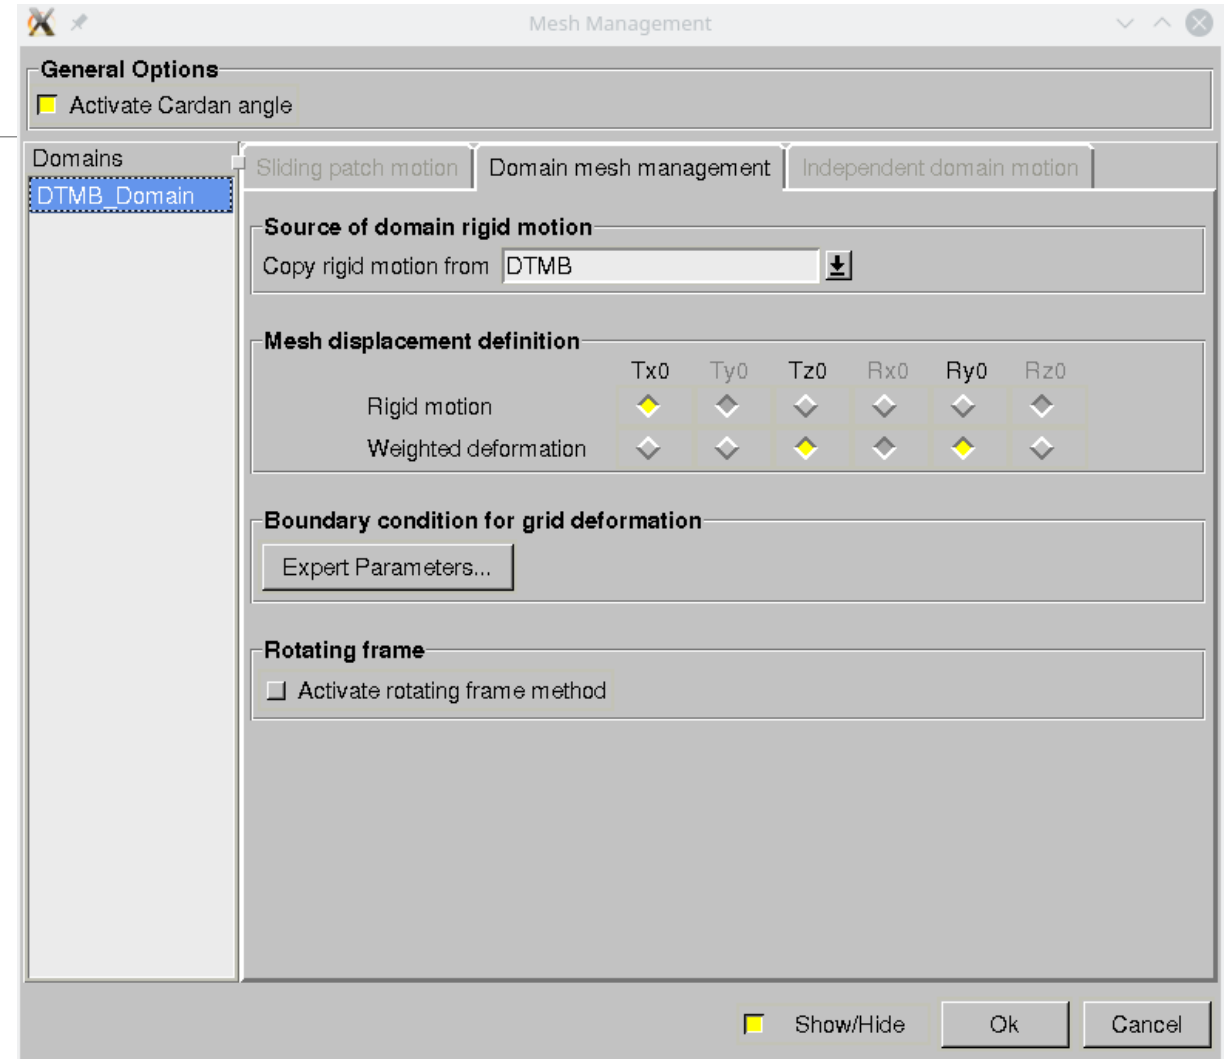 Mesh Management
General Options
Activate Cardan angle
Domains
DTMB_Domain
Sliding patch motion
Domain mesh management
Independent domain motion
Source of domain rigid motion
Copy rigid motion from DTMB
Mesh displacement definition
Tx0 Ty0 Tz0 Rx0 Ry0 Rz0
Rigid motion
Weighted deformation
Boundary condition for grid deformation
Expert Parameters...
Rotating frame
Activate rotating frame method
Show/Hide Ok Cancel